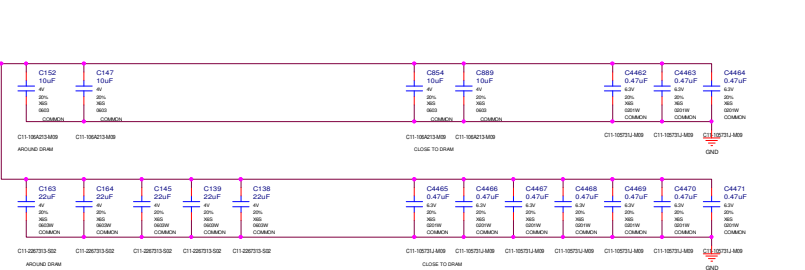 C152 C147 C854 C889 C4462 C4463 C4464
10uF 10uF 10uF 10uF 0.47uF 0.47uF 0.47uF
4V 4V 4V 4V 6.3V 6.3V 6.3V
20% 20% 20% 20% 20% 20% 20%
X6S X6S X6S X6S X6S X6S X6S
0603 0603 0603 0603 0201W 0201W 0201W
COMMON COMMON COMMON COMMON COMMON COMMON COMMON
C11-106A213-M09 C11-106A213-M09 C11-106A213-M09 C11-106A213-M09 C11-105731J-M09 C11-105731J-M09 C11-105731J-M09
AROUND DRAM CLOSE TO DRAM GND
C163 C164 C145 C139 C138 C4465 C4466 C4467 C4468 C4469 C4470 C4471
22uF 22uF 22uF 22uF 22uF 0.47uF 0.47uF 0.47uF 0.47uF 0.47uF 0.47uF 0.47uF
4V 4V 4V 4V 4V 6.3V 6.3V 6.3V 6.3V 6.3V 6.3V 6.3V
20% 20% 20% 20% 20% 20% 20% 20% 20% 20% 20% 20%
X6S X6S X6S X6S X6S X6S X6S X6S X6S X6S X6S X6S
0603W 0603W 0603W 0603W 0603W 0201W 0201W 0201W 0201W 0201W 0201W 0201W
COMMON COMMON COMMON COMMON COMMON COMMON COMMON COMMON COMMON COMMON COMMON COMMON
C11-2267313-S02 C11-2267313-S02 C11-2267313-S02 C11-2267313-S02 C11-2267313-S02 C11-105731J-M09 C11-105731J-M09 C11-105731J-M09 C11-105731J-M09 C11-105731J-M09 C11-105731J-M09 C11-105731J-M09
AROUND DRAM CLOSE TO DRAM GND